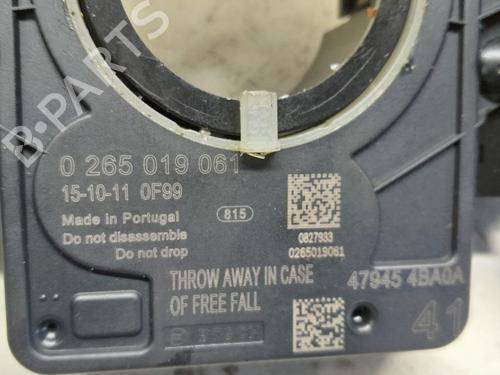 B-PARTS
0 265 019 061
15-10-11 0F99
Made in Portugal
815
Do not disassemble
Do not drop
0827933
0265019061
THROW AWAY IN CASE
OF FREE FALL
47945 4BA0A
41